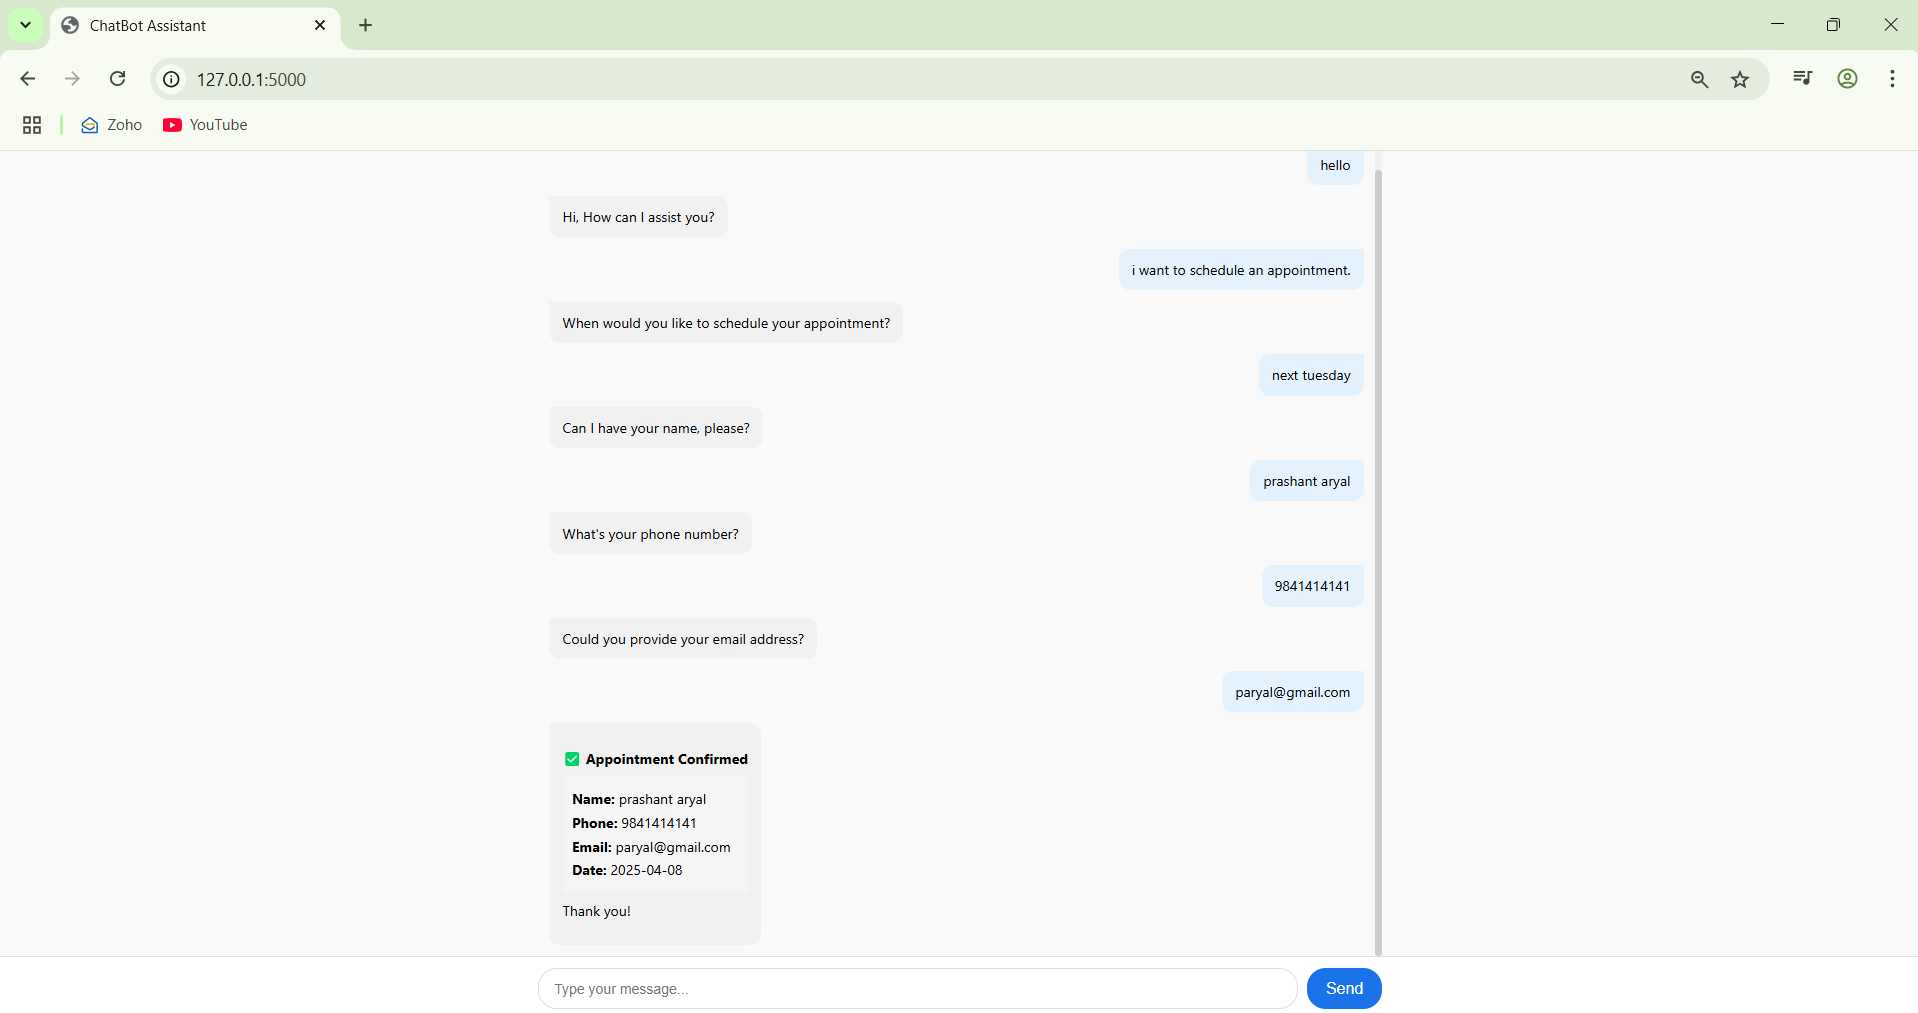 ChatBot Assistant
127.0.0.1:5000
Zoho YouTube
hello
Hi, How can I assist you?
i want to schedule an appointment.
When would you like to schedule your appointment?
next tuesday
Can I have your name, please?
prashant aryal
What's your phone number?
9841414141
Could you provide your email address?
paryal@gmail.com
✅ Appointment Confirmed
Name: prashant aryal
Phone: 9841414141
Email: paryal@gmail.com
Date: 2025-04-08
Thank you!
Type your message... Send